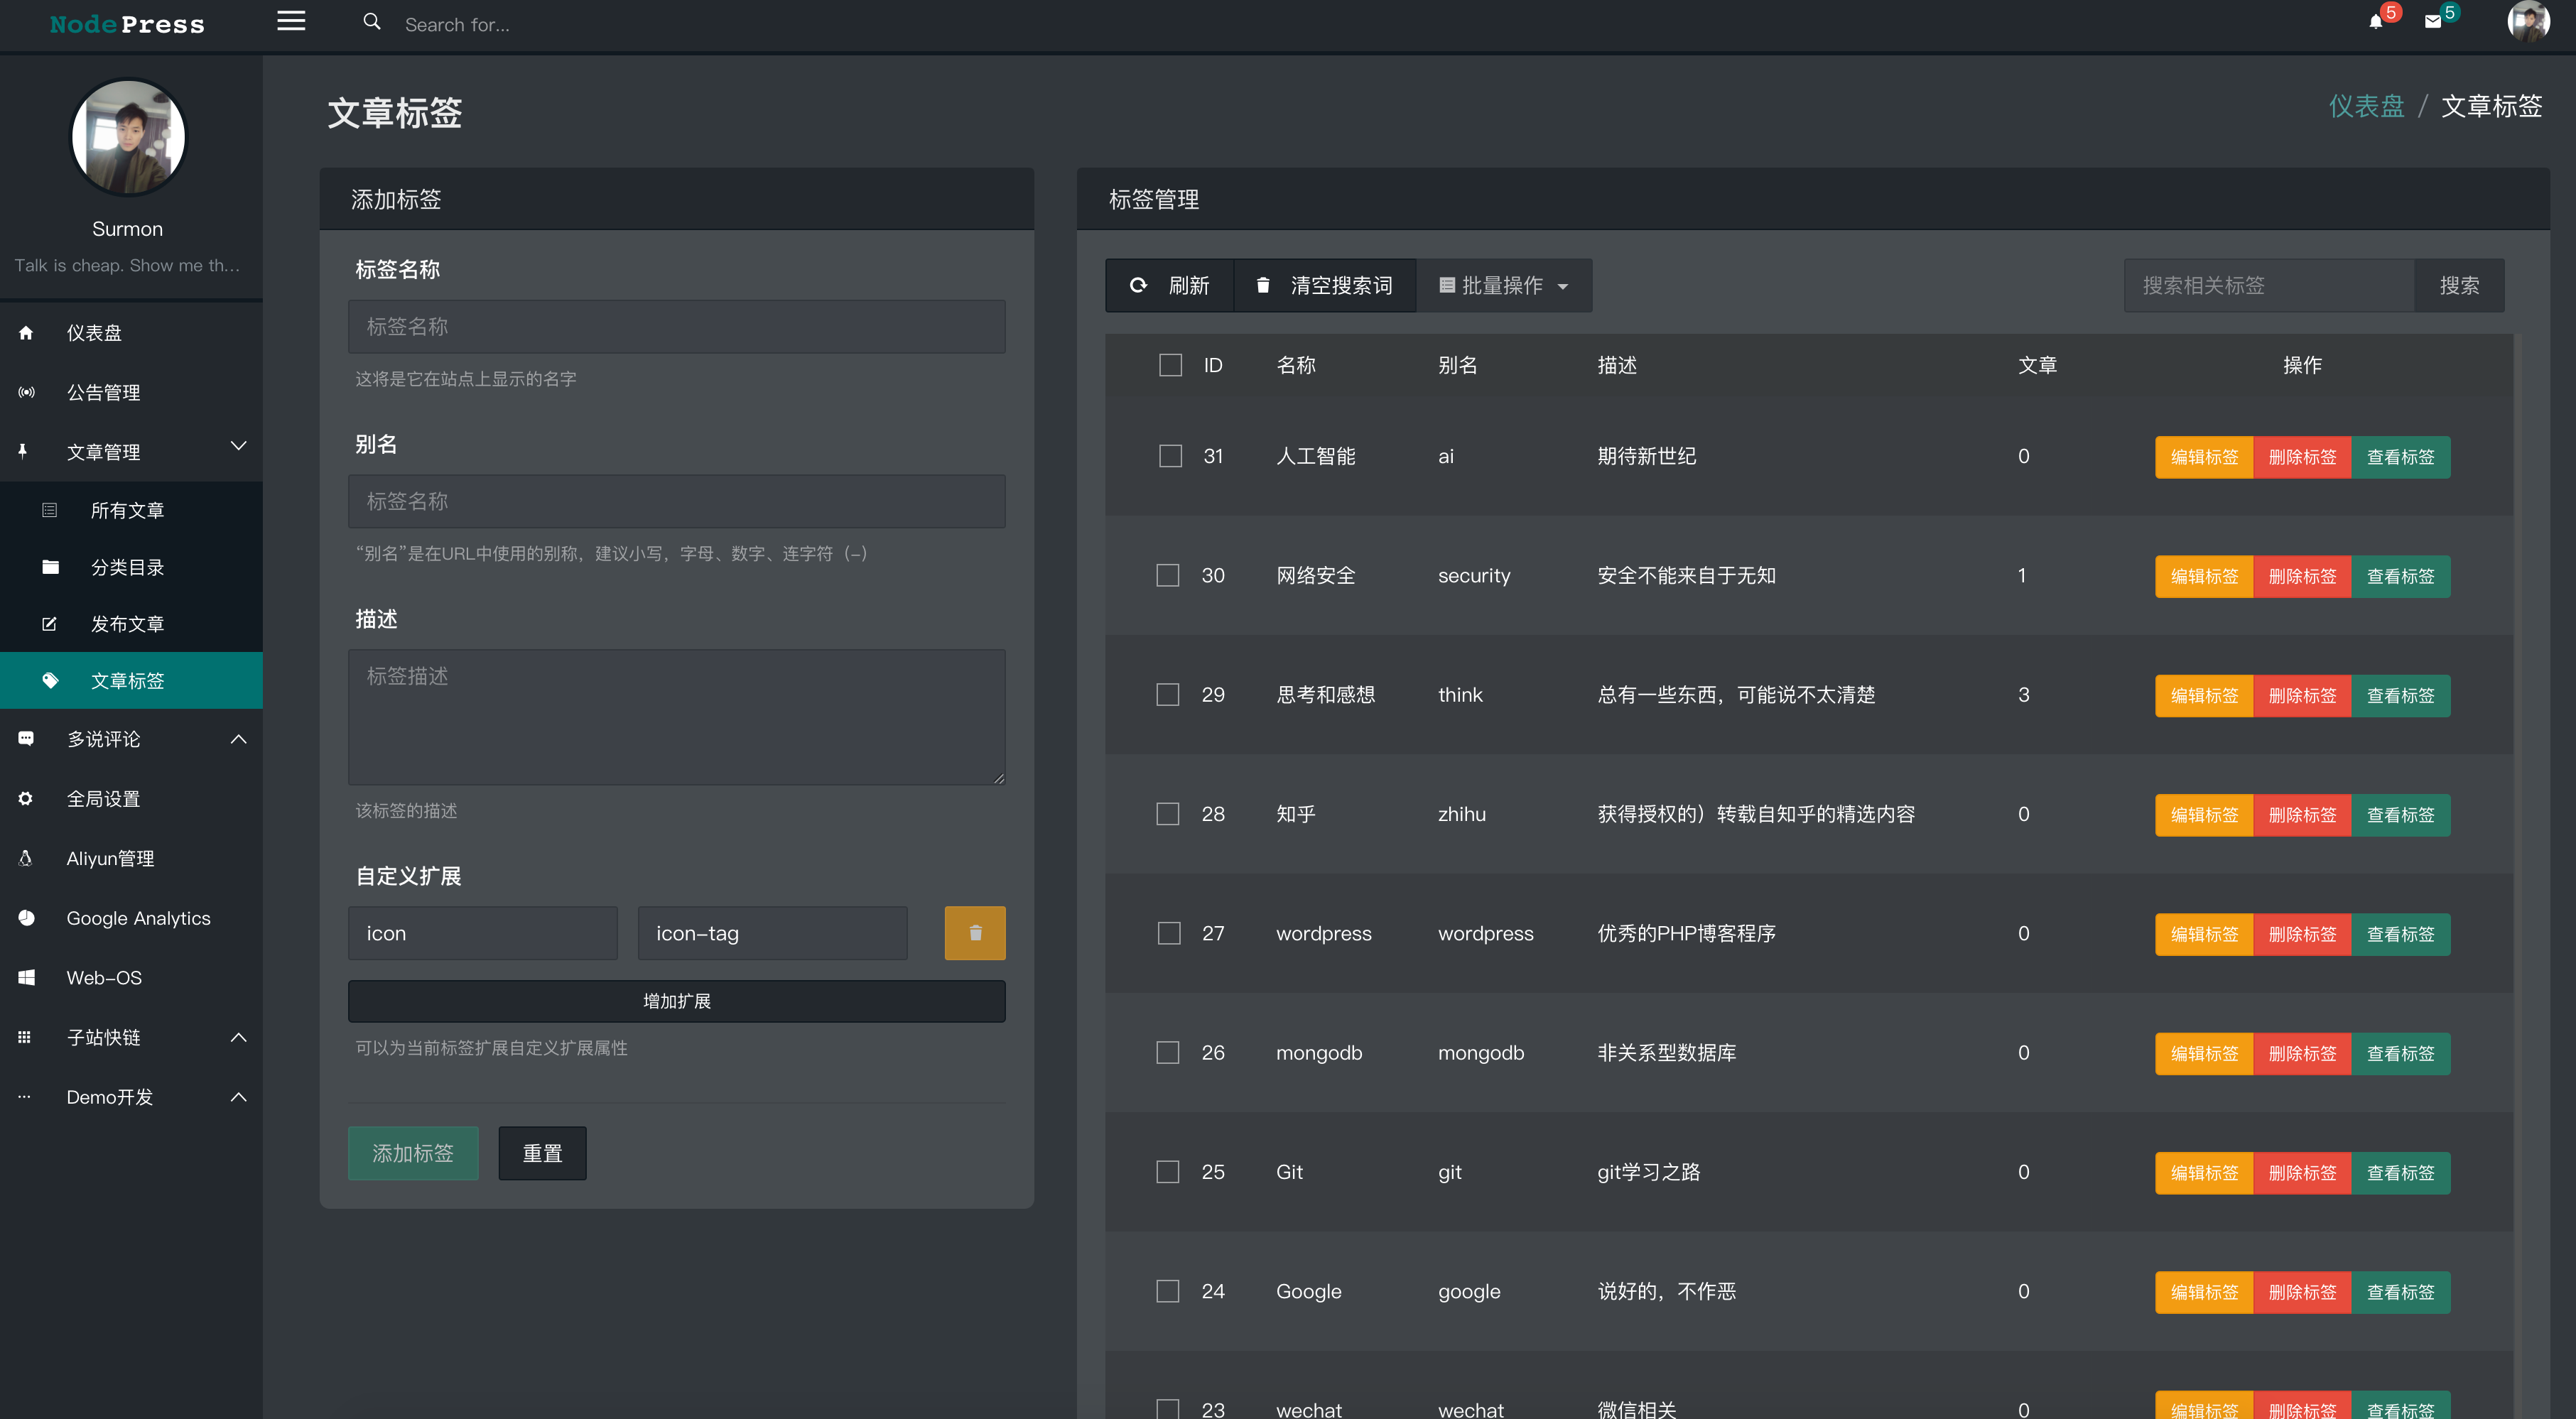 NodePress
Search for...
5
5
Surmon
Talk is cheap. Show me th...
仪表盘
公告管理
文章管理
所有文章
分类目录
发布文章
文章标签
多说评论
全局设置
Aliyun管理
Google Analytics
Web-OS
子站快链
Demo开发
文章标签
仪表盘 / 文章标签
添加标签
标签名称
标签名称
这将是它在站点上显示的名字
别名
标签名称
“别名”是在URL中使用的别称，建议小写，字母、数字、连字符（-）
描述
标签描述
该标签的描述
自定义扩展
icon icon-tag
增加扩展
可以为当前标签扩展自定义扩展属性
添加标签 重置
标签管理
刷新 清空搜索词 批量操作 搜索相关标签 搜索
ID 名称 别名 描述 文章 操作
31 人工智能 ai 期待新世纪 0 编辑标签 删除标签 查看标签
30 网络安全 security 安全不能来自于无知 1 编辑标签 删除标签 查看标签
29 思考和感想 think 总有一些东西，可能说不太清楚 3 编辑标签 删除标签 查看标签
28 知乎 zhihu 获得授权的）转载自知乎的精选内容 0 编辑标签 删除标签 查看标签
27 wordpress wordpress 优秀的PHP博客程序 0 编辑标签 删除标签 查看标签
26 mongodb mongodb 非关系型数据库 0 编辑标签 删除标签 查看标签
25 Git git git学习之路 0 编辑标签 删除标签 查看标签
24 Google google 说好的，不作恶 0 编辑标签 删除标签 查看标签
23 wechat wechat 微信相关 0 编辑标签 删除标签 查看标签